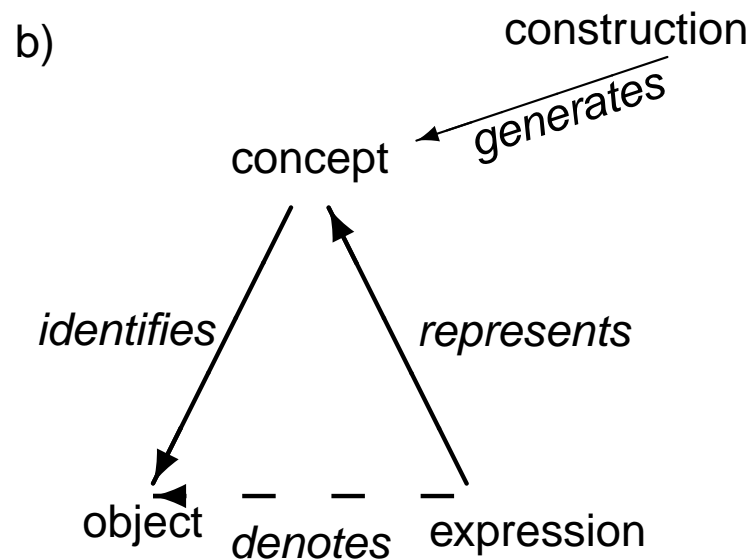 b)
construction
generates
concept
identifies
represents
object
denotes
expression